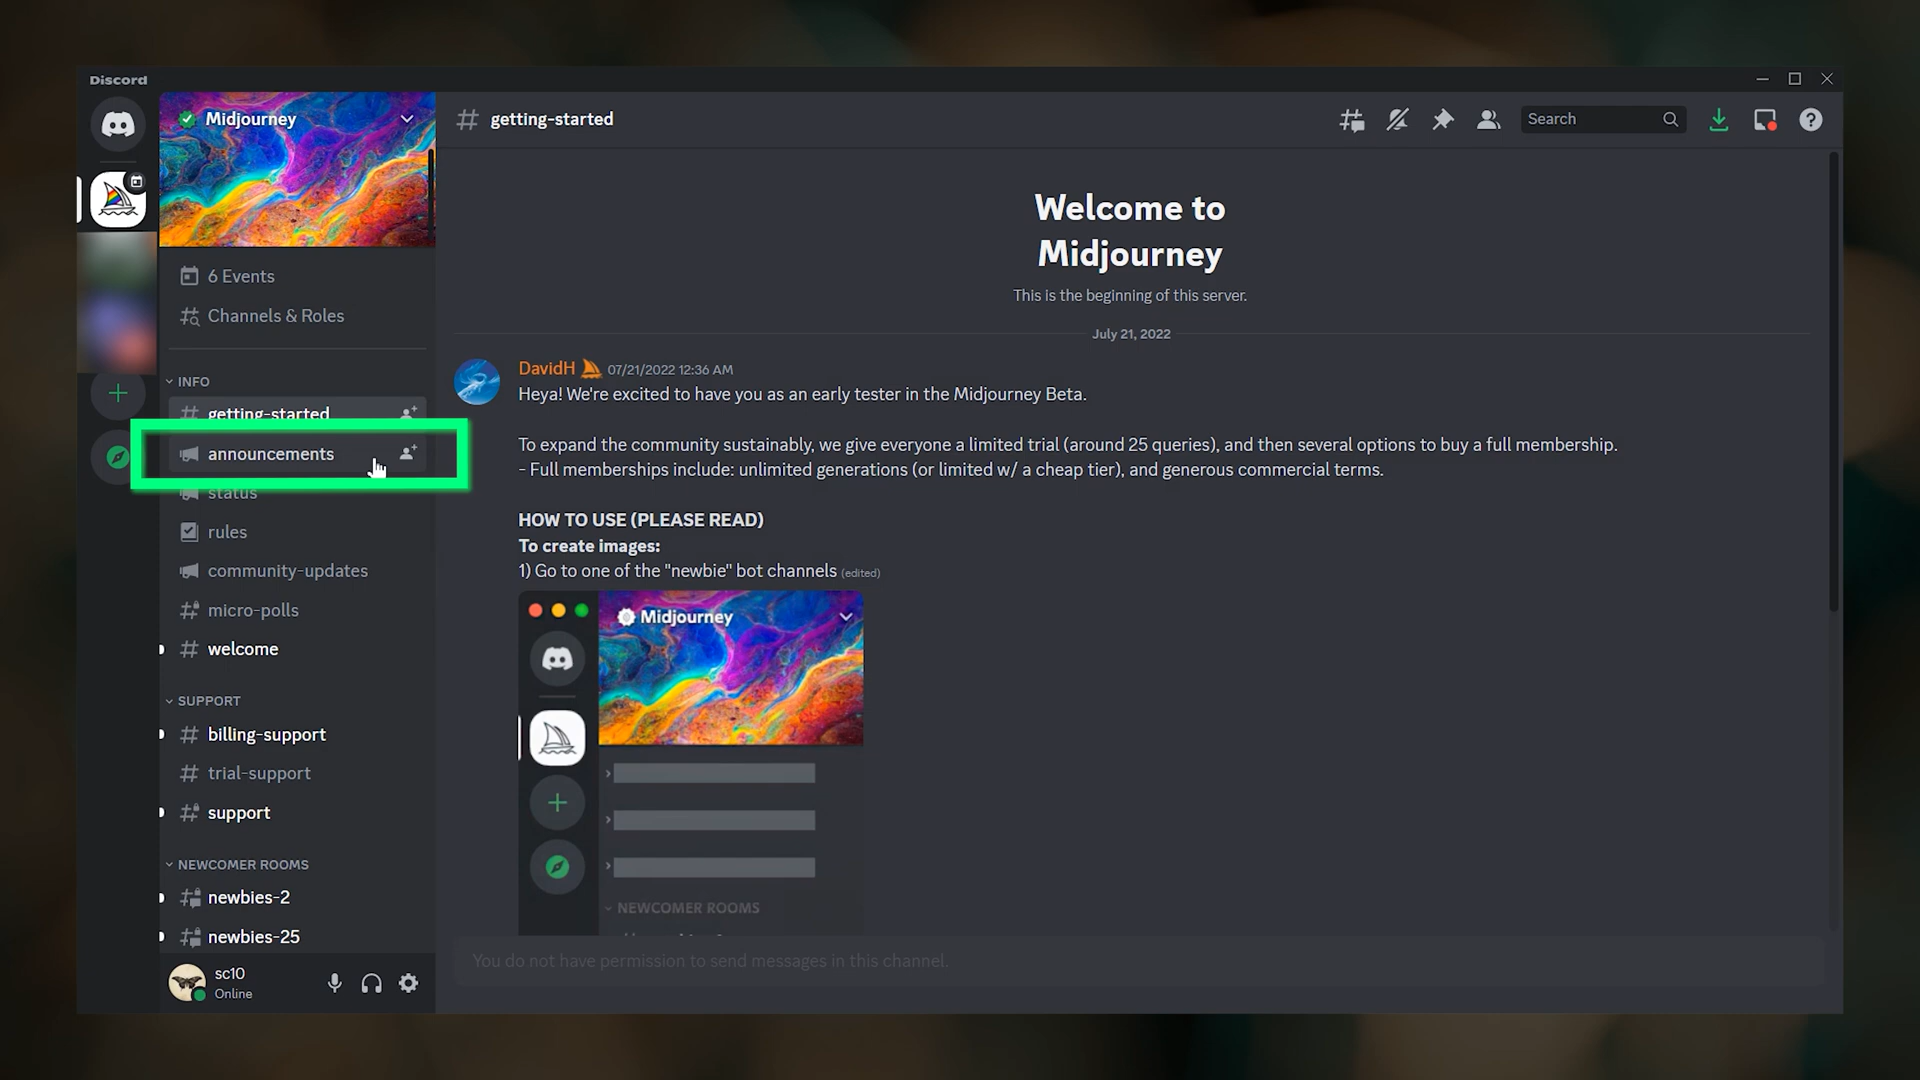 Discord
Midjourney
6 Events
Channels & Roles
INFO
getting-started
announcements
status
rules
community-updates
micro-polls
welcome
SUPPORT
billing-support
trial-support
support
NEWCOMER ROOMS
newbies-2
newbies-25
sc10
Online
getting-started
Search
Welcome to
Midjourney
This is the beginning of this server.
July 21, 2022
DavidH 07/21/2022 12:36 AM
Heya! We're excited to have you as an early tester in the Midjourney Beta.
To expand the community sustainably, we give everyone a limited trial (around 25 queries), and then several options to buy a full membership.
- Full memberships include: unlimited generations (or limited w/ a cheap tier), and generous commercial terms.
HOW TO USE (PLEASE READ)
To create images:
1) Go to one of the "newbie" bot channels (edited)
Midjourney
NEWCOMER ROOMS
You do not have permission to send messages in this channel.